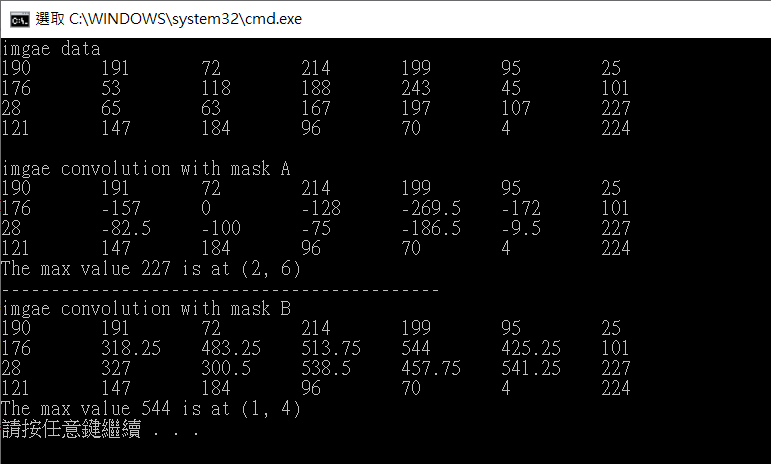 選取 C:\WINDOWS\system32\cmd.exe
imgae data
190 191 72 214 199 95 25
176 53 118 188 243 45 101
28 65 63 167 197 107 227
121 147 184 96 70 4 224
imgae convolution with mask A
190 191 72 214 199 95 25
176 -157 0 -128 -269.5 -172 101
28 -82.5 -100 -75 -186.5 -9.5 227
121 147 184 96 70 4 224
The max value 227 is at (2, 6)
--------------------------------------------
imgae convolution with mask B
190 191 72 214 199 95 25
176 318.25 483.25 513.75 544 425.25 101
28 327 300.5 538.5 457.75 541.25 227
121 147 184 96 70 4 224
The max value 544 is at (1, 4)
請按任意鍵繼續 . . .